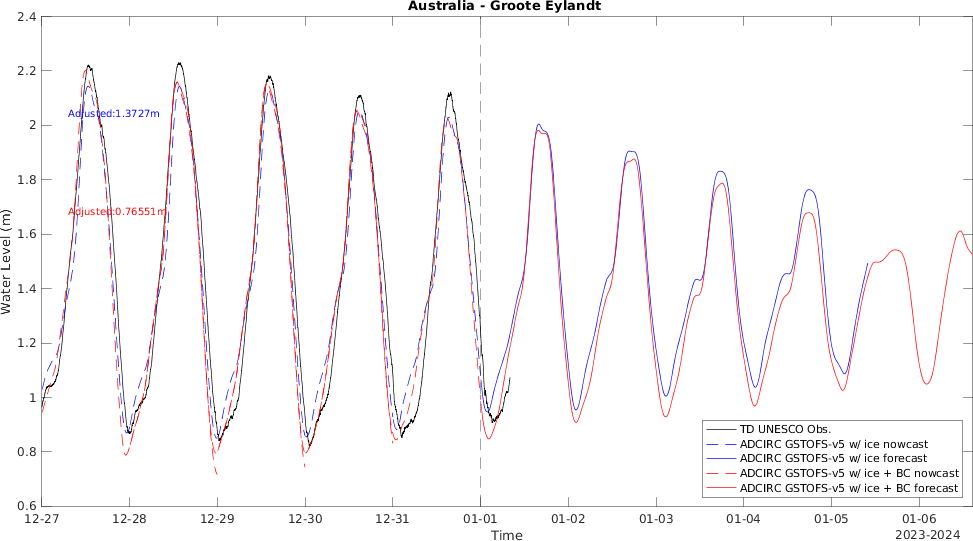 Australia - Groote Eylandt
2.4
2.2
2
1.8
1.6
1.4
1.2
1
0.8
0.6
Water Level (m)
Adjusted:1.3727m
Adjusted:0.76551m
TD UNESCO Obs.
ADCIRC GSTOFS-v5 w/ ice nowcast
ADCIRC GSTOFS-v5 w/ ice forecast
ADCIRC GSTOFS-v5 w/ ice + BC nowcast
ADCIRC GSTOFS-v5 w/ ice + BC forecast
12-27 12-28 12-29 12-30 12-31 01-01 01-02 01-03 01-04 01-05 01-06
Time
2023-2024